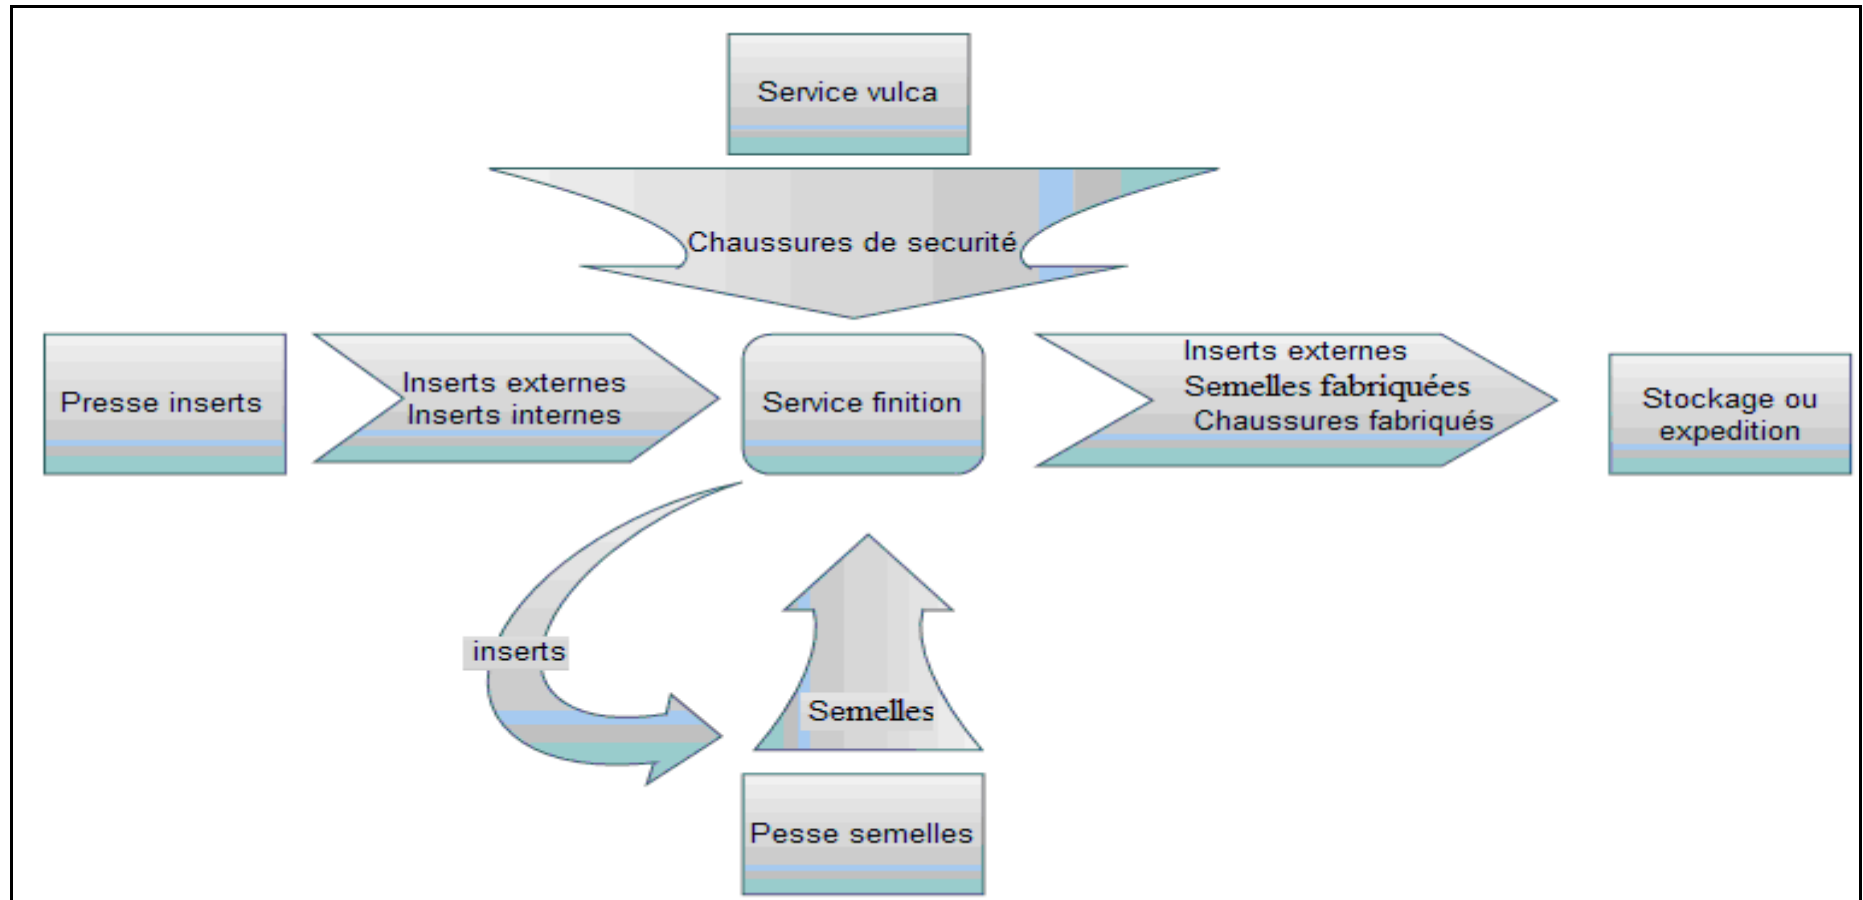 Service vulca
Chaussures de securité
Presse inserts
Inserts externes
Inserts internes
Service finition
Inserts externes
Semelles fabriquées
Chaussures fabriqués
Stockage ou
expedition
inserts
Semelles
Pesse semelles